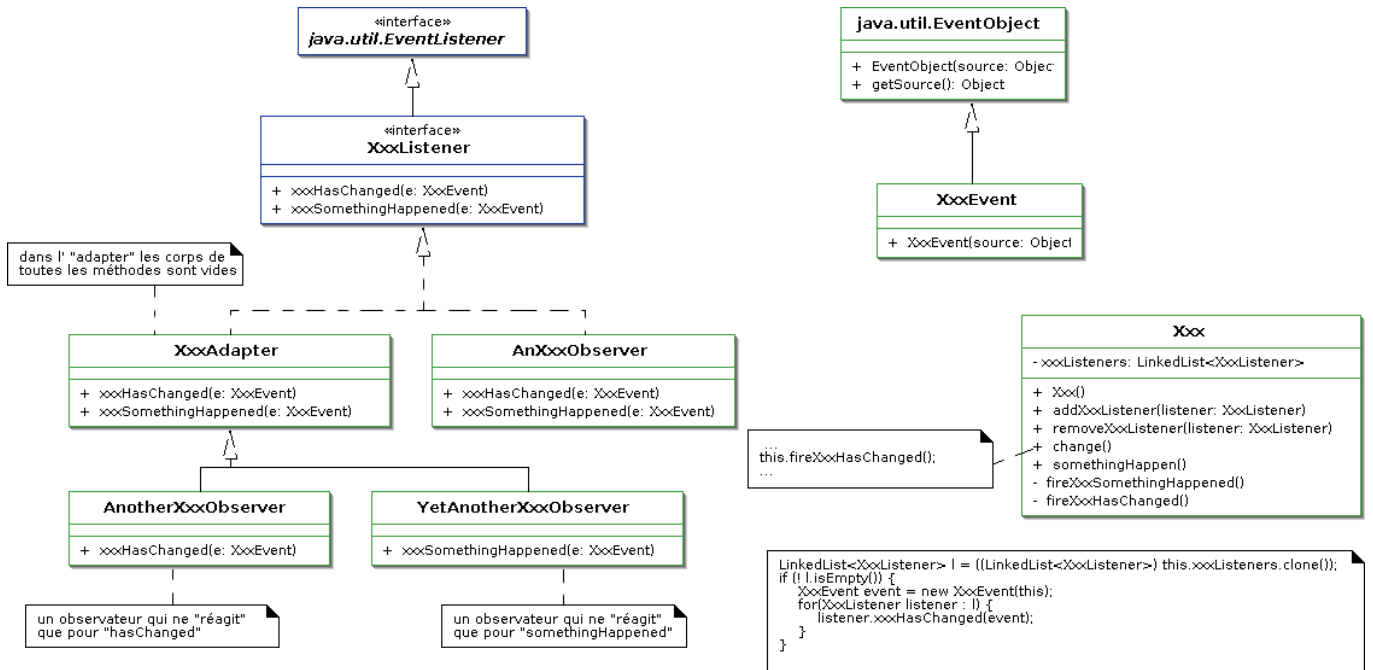 «interface»
java.util.EventListener
«interface»
XxxListener
+ xxxHasChanged(e: XxxEvent)
+ xxxSomethingHappened(e: XxxEvent)
dans l' "adapter" les corps de
toutes les méthodes sont vides
XxxAdapter
+ xxxHasChanged(e: XxxEvent)
+ xxxSomethingHappened(e: XxxEvent)
AnXxxObserver
+ xxxHasChanged(e: XxxEvent)
+ xxxSomethingHappened(e: XxxEvent)
AnotherXxxObserver
+ xxxHasChanged(e: XxxEvent)
YetAnotherXxxObserver
+ xxxSomethingHappened(e: XxxEvent)
un observateur qui ne "réagit"
que pour "hasChanged"
un observateur qui ne "réagit"
que pour "somethingHappened"
java.util.EventObject
+ EventObject(source: Objec
+ getSource(): Object
XxxEvent
+ XxxEvent(source: Object
Xxx
- xxxListeners: LinkedList<XxxListener>
+ Xxx()
+ addXxxListener(listener: XxxListener)
+ removeXxxListener(listener: XxxListener)
+ change()
+ somethingHappen()
- fireXxxSomethingHappened()
- fireXxxHasChanged()
...
this.fireXxxHasChanged();
...
LinkedList<XxxListener> l = ((LinkedList<XxxListener>) this.xxxListeners.clone());
if (! l.isEmpty()) {
XxxEvent event = new XxxEvent(this);
for(XxxListener listener : l) {
listener.xxxHasChanged(event);
}
}